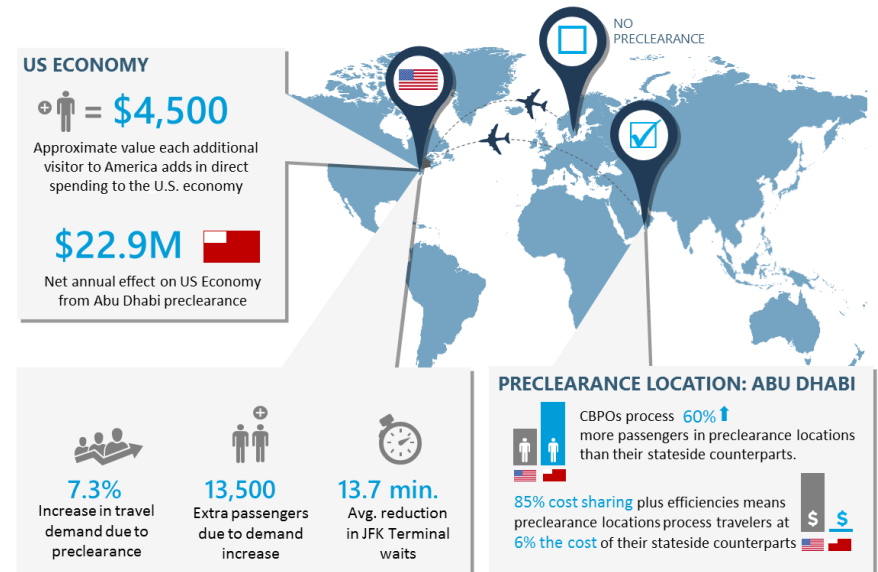 NO
PRECLEARANCE
US ECONOMY
= $4,500
Approximate value each additional
visitor to America adds in direct
spending to the U.S. economy
$22.9M
Net annual effect on US Economy
from Abu Dhabi preclearance
7.3%
Increase in travel
demand due to
preclearance
13,500
Extra passengers
due to demand
increase
13.7 min.
Avg. reduction
in JFK Terminal
waits
PRECLEARANCE LOCATION: ABU DHABI
CBPOs process 60%
more passengers in preclearance locations
than their stateside counterparts.
85% cost sharing plus efficiencies means
preclearance locations process travelers at
6% the cost of their stateside counterparts
$ $